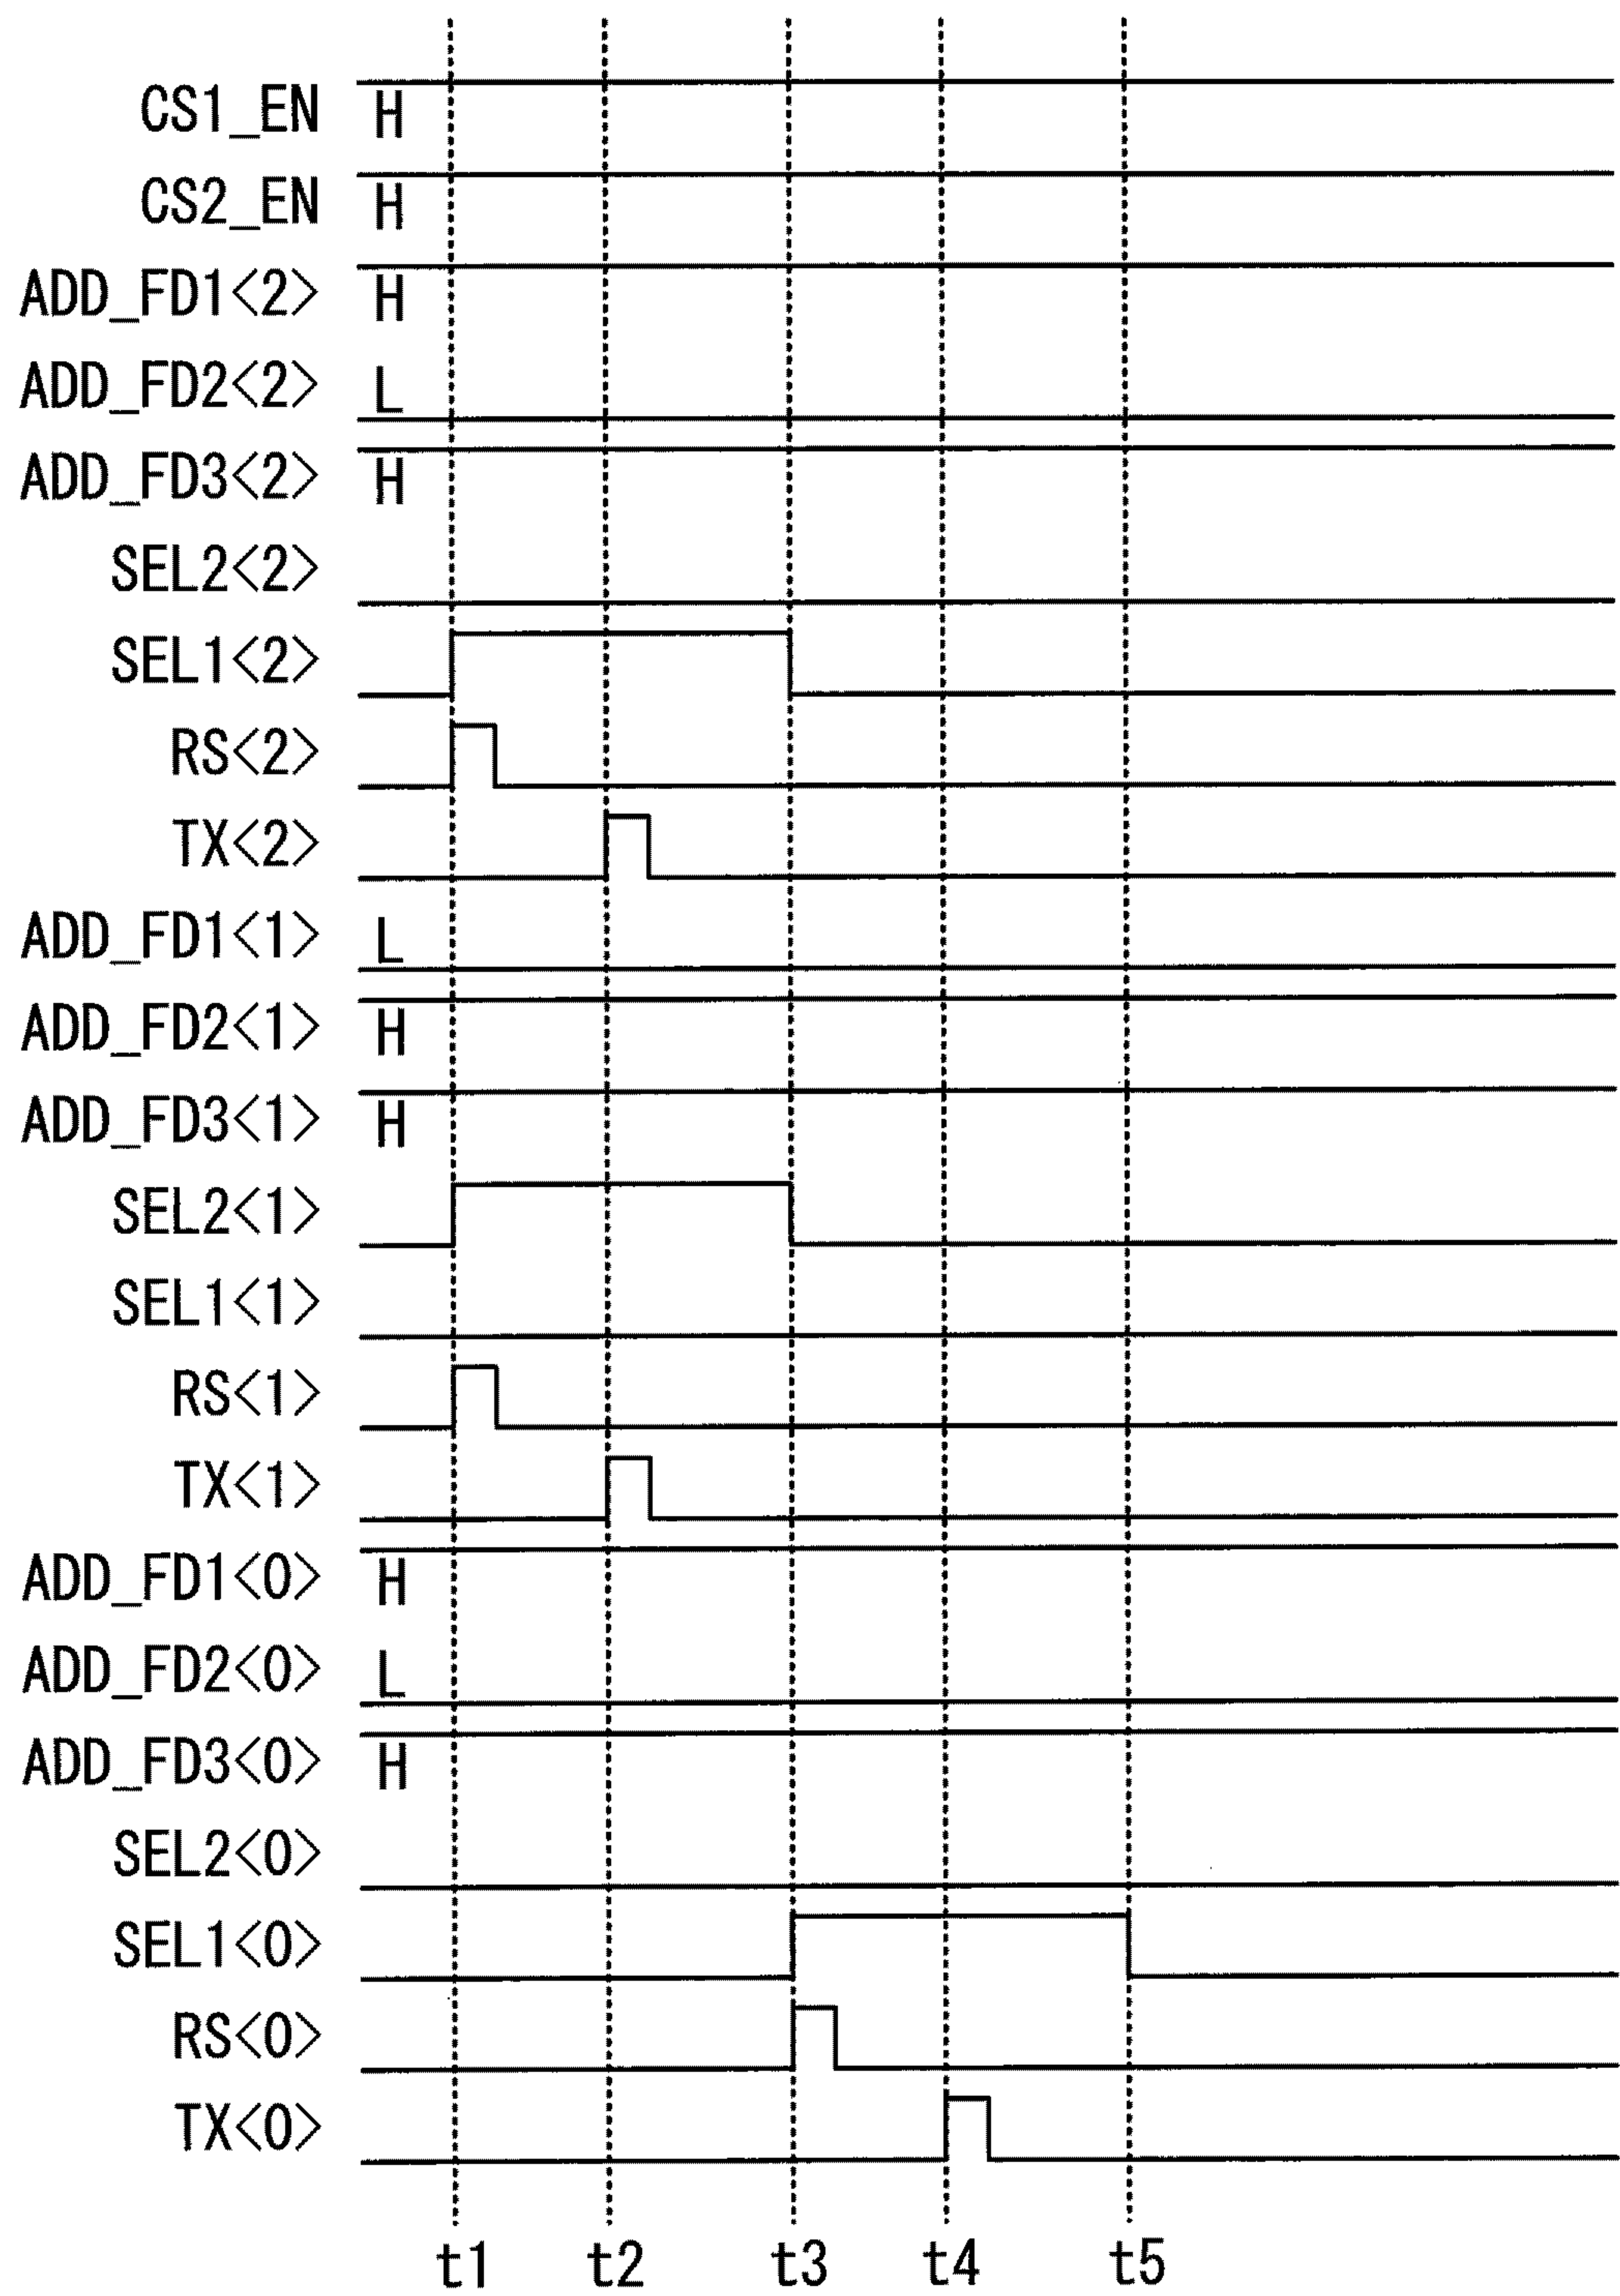 CS1_EN H
CS2_EN H
ADD_FD1<2> H
ADD_FD2<2> L
ADD_FD3<2> H
SEL2<2>
SEL1<2>
RS<2>
TX<2>
ADD_FD1<1> L
ADD_FD2<1> H
ADD_FD3<1> H
SEL2<1>
SEL1<1>
RS<1>
TX<1>
ADD_FD1<0> H
ADD_FD2<0> L
ADD_FD3<0> H
SEL2<0>
SEL1<0>
RS<0>
TX<0>
t1 t2 t3 t4 t5